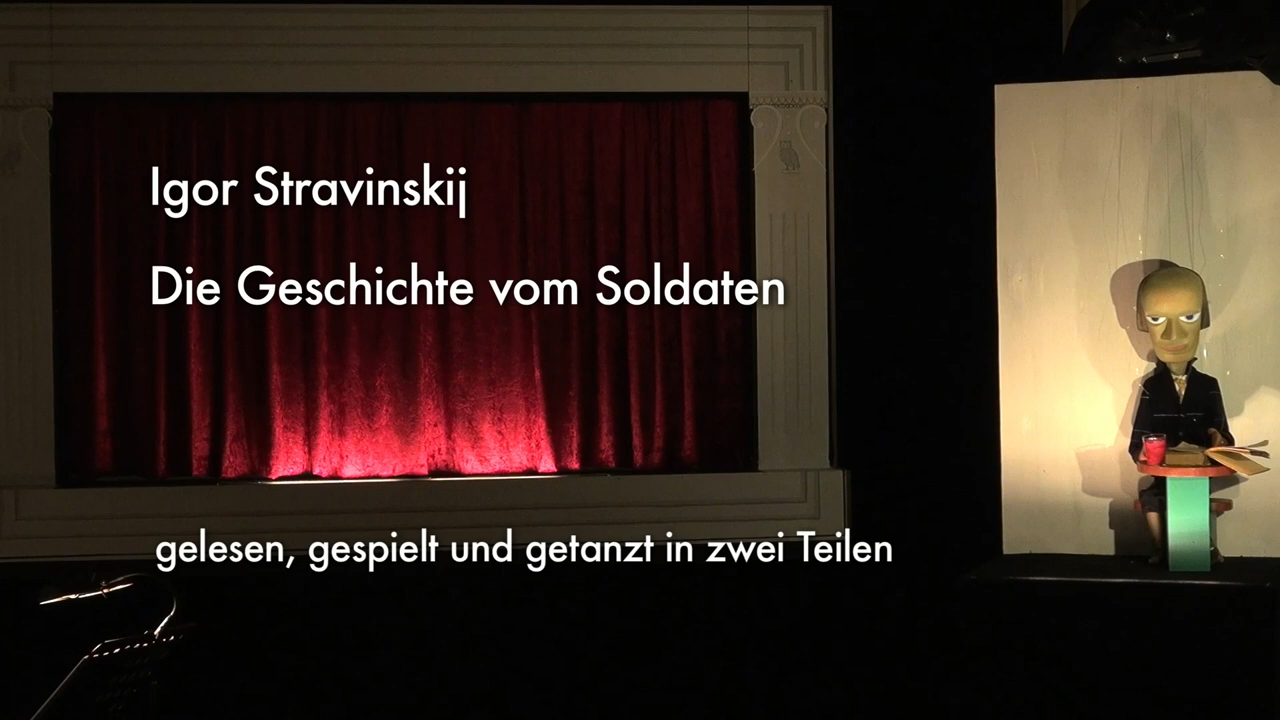 Igor Stravinskij
Die Geschichte vom Soldaten
gelesen, gespielt und getanzt in zwei Teilen